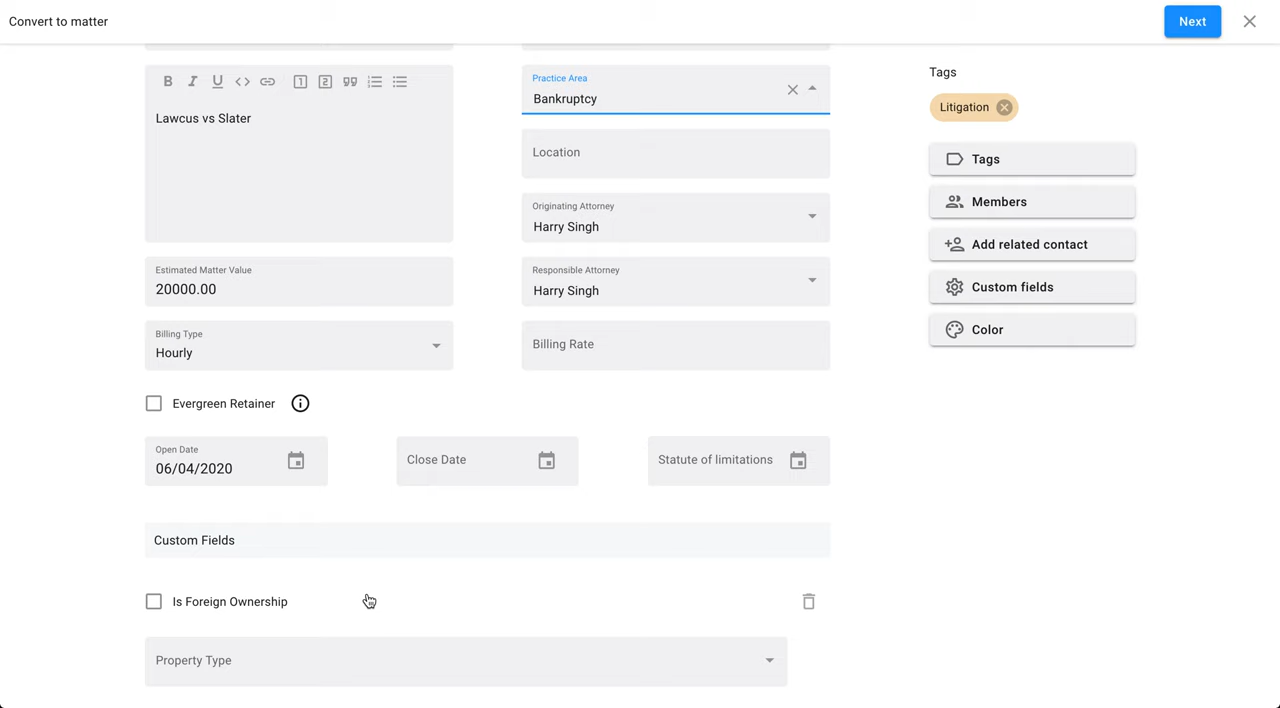 Convert to matter
Next
B I U
Lawcus vs Slater
Estimated Matter Value
20000.00
Billing Type
Hourly
Practice Area
Bankruptcy
Location
Originating Attorney
Harry Singh
Responsible Attorney
Harry Singh
Billing Rate
Evergreen Retainer
Open Date
06/04/2020
Close Date
Statute of limitations
Custom Fields
Is Foreign Ownership
Property Type
Tags
Litigation
Tags
Members
Add related contact
Custom fields
Color